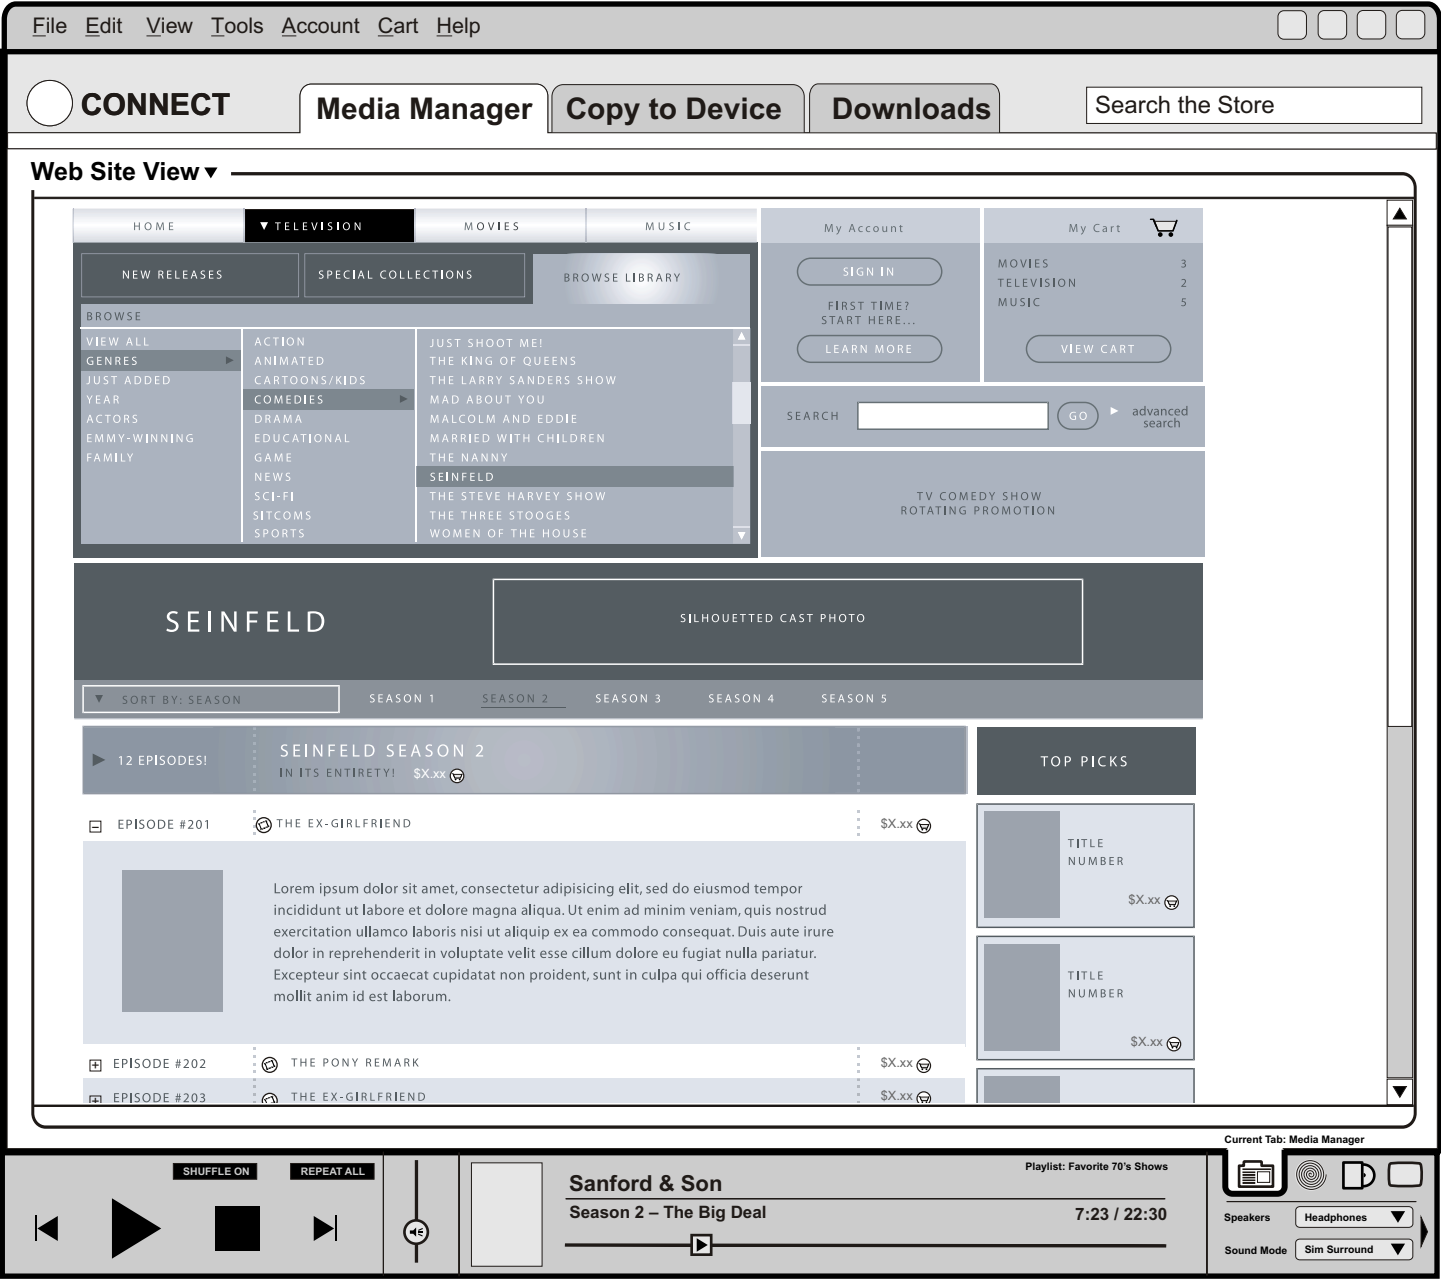 File Edit View Tools Account Cart Help
CONNECT
Media Manager
Copy to Device
Downloads
Search the Store
Web Site View
HOME
TELEVISION
MOVIES
MUSIC
NEW RELEASES
SPECIAL COLLECTIONS
BROWSE LIBRARY
BROWSE
VIEW ALL
GENRES
JUST ADDED
YEAR
ACTORS
EMMY-WINNING
FAMILY
ACTION
ANIMATED
CARTOONS/KIDS
COMEDIES
DRAMA
EDUCATIONAL
GAME
NEWS
SCI-FI
SITCOMS
SPORTS
JUST SHOOT ME!
THE KING OF QUEENS
THE LARRY SANDERS SHOW
MAD ABOUT YOU
MALCOLM AND EDDIE
MARRIED WITH CHILDREN
THE NANNY
SEINFELD
THE STEVE HARVEY SHOW
THE THREE STOOGES
WOMEN OF THE HOUSE
My Account
SIGN IN
FIRST TIME?
START HERE...
LEARN MORE
My Cart
MOVIES 3
TELEVISION 2
MUSIC 5
VIEW CART
SEARCH
GO
advanced
search
TV COMEDY SHOW
ROTATING PROMOTION
SEINFELD
SILHOUETTED CAST PHOTO
SORT BY: SEASON
SEASON 1
SEASON 2
SEASON 3
SEASON 4
SEASON 5
12 EPISODES!
SEINFELD SEASON 2
IN ITS ENTIRETY! $X.xx
EPISODE #201 THE EX-GIRLFRIEND $X.xx
Lorem ipsum dolor sit amet, consectetur adipisicing elit, sed do eiusmod tempor
incididunt ut labore et dolore magna aliqua. Ut enim ad minim veniam, quis nostrud
exercitation ullamco laboris nisi ut aliquip ex ea commodo consequat. Duis aute irure
dolor in reprehenderit in voluptate velit esse cillum dolore eu fugiat nulla pariatur.
Excepteur sint occaecat cupidatat non proident, sunt in culpa qui officia deserunt
mollit anim id est laborum.
EPISODE #202 THE PONY REMARK $X.xx
EPISODE #203 THE EX-GIRLFRIEND $X.xx
TOP PICKS
TITLE
NUMBER
$X.xx
TITLE
NUMBER
$X.xx
Current Tab: Media Manager
SHUFFLE ON
REPEAT ALL
Playlist: Favorite 70's Shows
Sanford & Son
Season 2 – The Big Deal
7:23 / 22:30
Speakers Headphones
Sound Mode Sim Surround